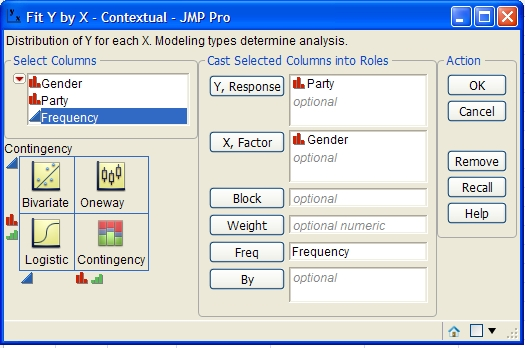 Fit Y by X - Contextual - JMP Pro
Distribution of Y for each X. Modeling types determine analysis.
Select Columns
Gender
Party
Frequency
Contingency
Bivariate Oneway
Logistic Contingency
Cast Selected Columns into Roles
Y, Response Party
optional
X, Factor Gender
optional
Block optional
Weight optional numeric
Freq Frequency
By optional
Action
OK
Cancel
Remove
Recall
Help